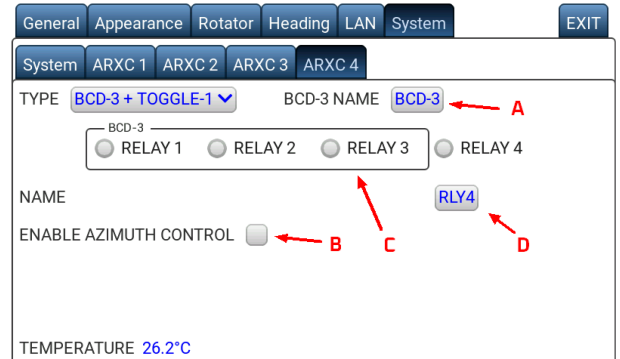 General Appearance Rotator Heading LAN System EXIT
System ARXC 1 ARXC 2 ARXC 3 ARXC 4
TYPE BCD-3 + TOGGLE-1 BCD-3 NAME BCD-3 A
BCD-3
RELAY 1 RELAY 2 RELAY 3 RELAY 4
NAME RLY4
ENABLE AZIMUTH CONTROL B C D
TEMPERATURE 26.2°C